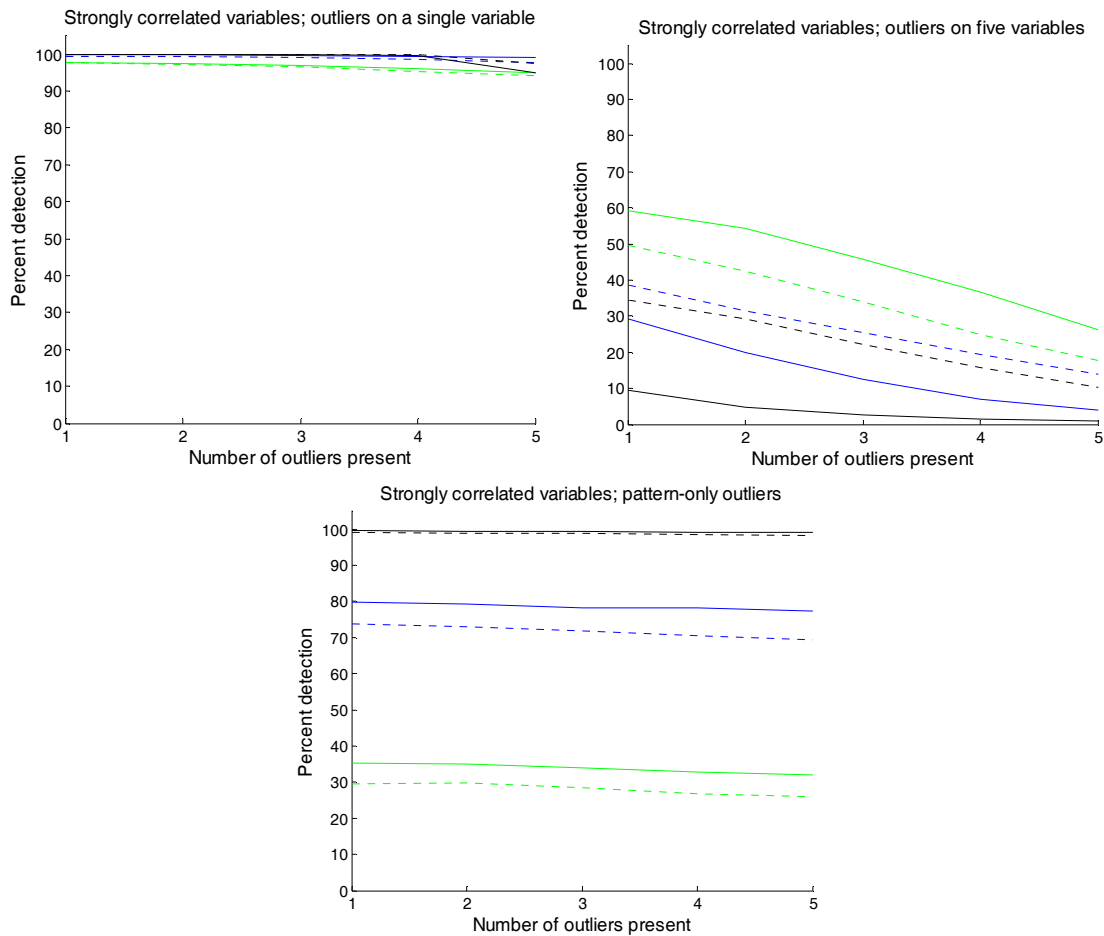 Strongly correlated variables; outliers on a single variable
100
90
80
70
60
50
40
30
20
10
0
Percent detection
1 2 3 4 5
Number of outliers present
Strongly correlated variables; outliers on five variables
100
90
80
70
60
50
40
30
20
10
0
Percent detection
1 2 3 4 5
Number of outliers present
Strongly correlated variables; pattern-only outliers
100
90
80
70
60
50
40
30
20
10
0
Percent detection
1 2 3 4 5
Number of outliers present